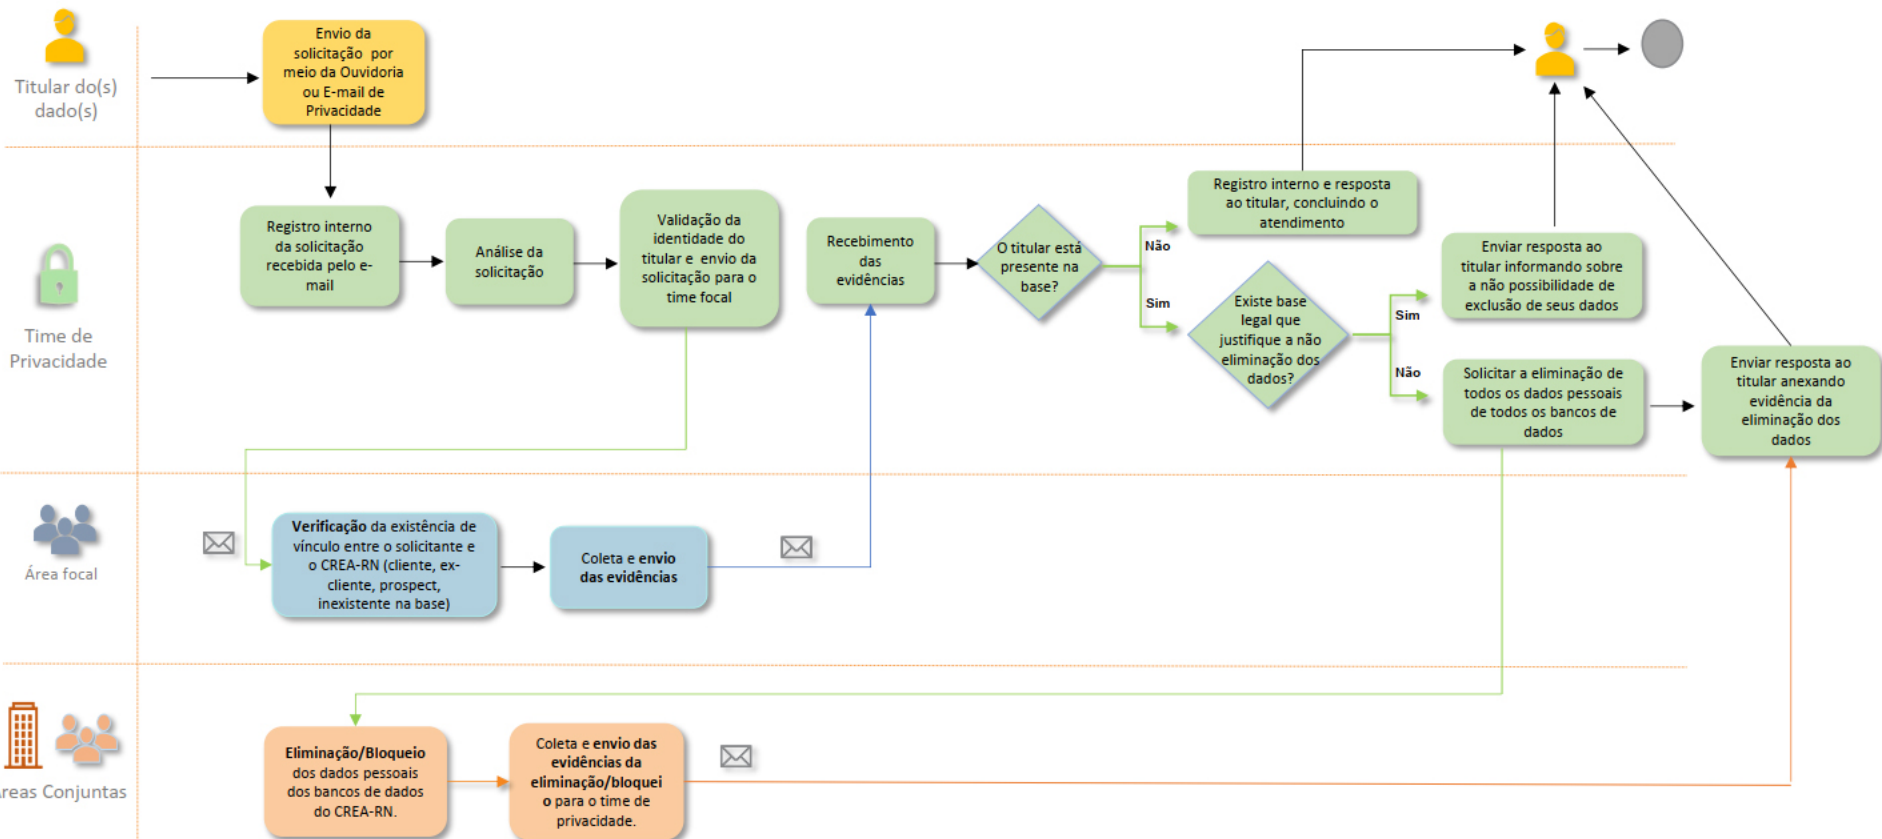 Titular do(s)
dado(s)
Envio da
solicitação por
meio da Ouvidoria
ou E-mail de
Privacidade
Time de
Privacidade
Registro interno
da solicitação
recebida pelo e-
mail
Análise da
solicitação
Validação da
identidade do
titular e envio da
solicitação para o
time focal
Recebimento
das
evidências
O titular está
presente na
base?
Não
Sim
Registro interno e resposta
ao titular, concluindo o
atendimento
Existe base
legal que
justifique a não
eliminação dos
dados?
Sim
Não
Enviar resposta ao
titular informando sobre
a não possibilidade de
exclusão de seus dados
Solicitar a eliminação de
todos os dados pessoais
de todos os bancos de
dados
Enviar resposta ao
titular anexando
evidência da
eliminação dos
dados
Área focal
Verificação da existência de
vínculo entre o solicitante e
o CREA-RN (cliente, ex-
cliente, prospect,
inexistente na base)
Coleta e envio
das evidências
Áreas Conjuntas
Eliminação/Bloqueio
dos dados pessoais
dos bancos de dados
do CREA-RN.
Coleta e envio das
evidências da
eliminação/bloquei
o para o time de
privacidade.